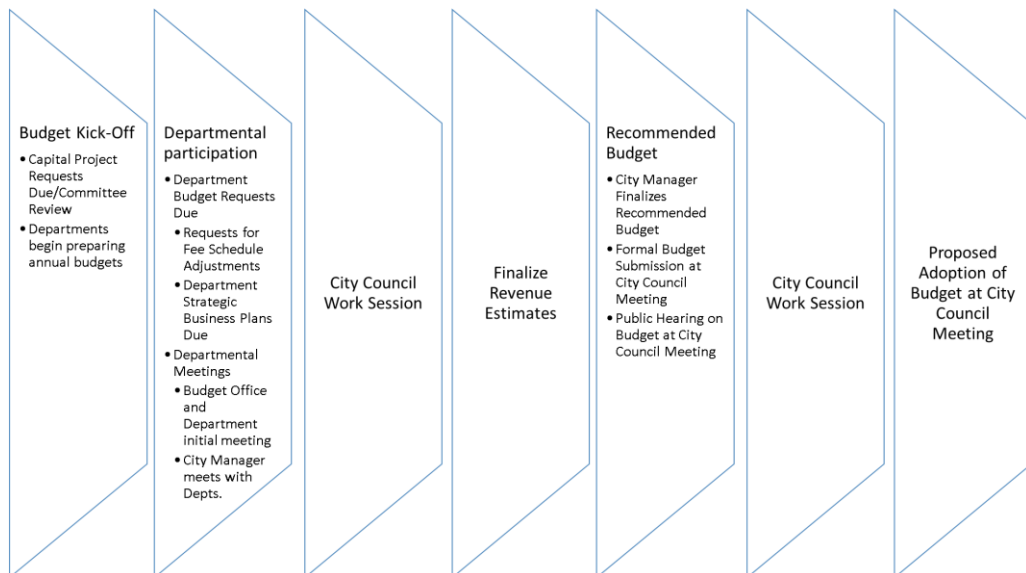 Budget Kick-Off
• Capital Project
Requests
Due/Committee
Review
• Departments
begin preparing
annual budgets
Departmental
participation
• Department
Budget Requests
Due
• Requests for
Fee Schedule
Adjustments
• Department
Strategic
Business Plans
Due
• Departmental
Meetings
• Budget Office
and
Department
initial meeting
• City Manager
meets with
Depts.
City Council
Work Session
Finalize
Revenue
Estimates
Recommended
Budget
• City Manager
Finalizes
Recommended
Budget
• Formal Budget
Submission at
City Council
Meeting
• Public Hearing on
Budget at City
Council Meeting
City Council
Work Session
Proposed
Adoption of
Budget at City
Council
Meeting